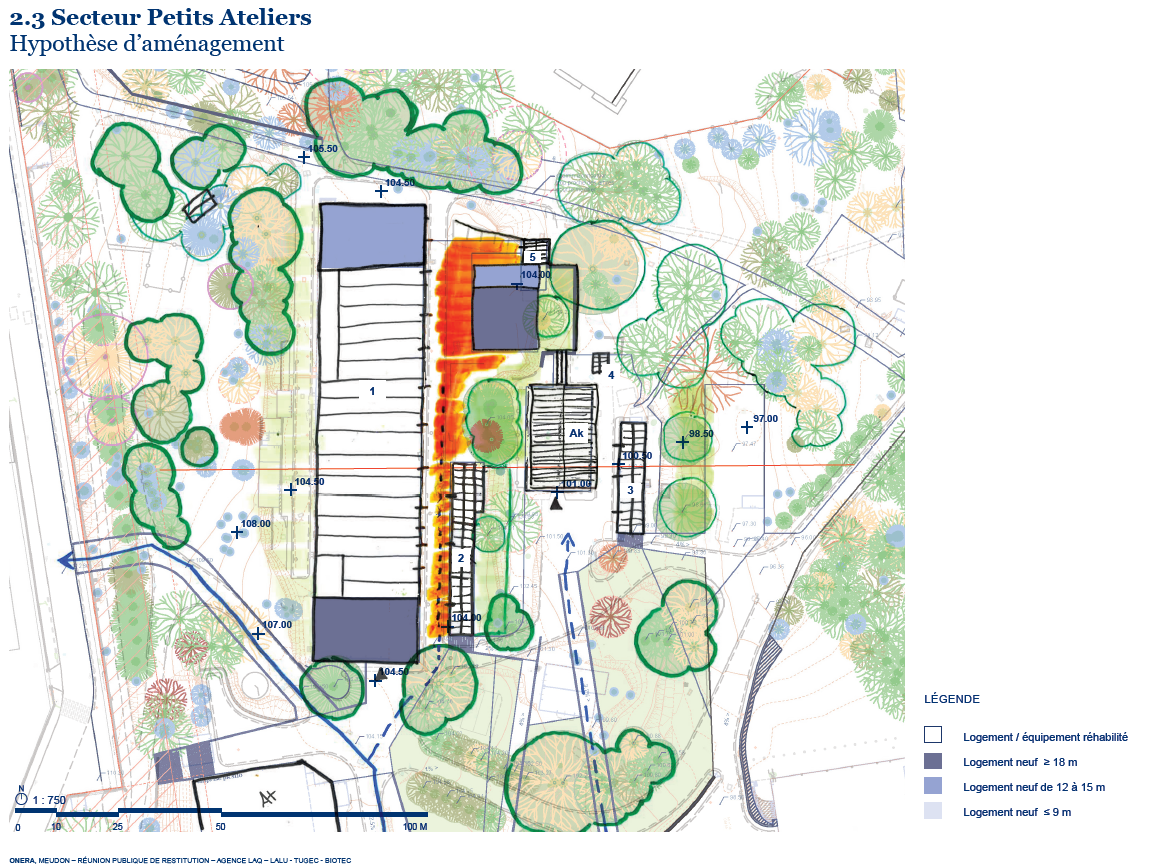 2.3 Secteur Petits Ateliers
Hypothèse d'aménagement
105.50
104.50
5
104.00
1
4
Ak
97.00
98.50
100.50
104.50
101.00
3
108.00
2
104.00
107.00
104.50
LÉGENDE
Logement / équipement réhabilité
Logement neuf ≥ 18 m
Logement neuf de 12 à 15 m
Logement neuf ≤ 9 m
N
1 : 750
0 10 25 50 100 M
ONERA, MEUDON – RÉUNION PUBLIQUE DE RESTITUTION – AGENCE LAQ – LALU - TUGEC - BIOTEC